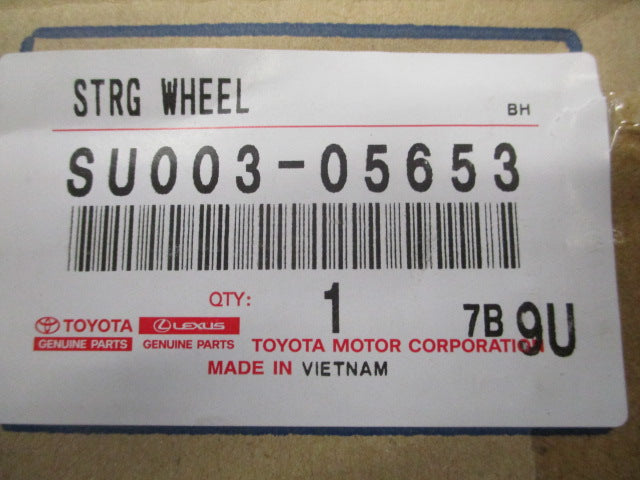 STRG WHEEL
BH
SU003-05653
QTY: 1
7B 9U
TOYOTA LEXUS
GENUINE PARTS GENUINE PARTS TOYOTA MOTOR CORPORATION
MADE IN VIETNAM